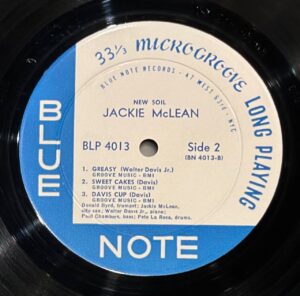 33⅓ MICROGROOVE LONG PLAYING
BLUE NOTE RECORDS • 47 WEST 63rd • NYC
NEW SOIL
JACKIE McLEAN
BLP 4013 Side 2
(BN 4013-B)
1. GREASY (Walter Davis Jr.)
GROOVE MUSIC - BMI
2. SWEET CAKES (Davis)
GROOVE MUSIC - BMI
3. DAVIS CUP (Davis)
GROOVE MUSIC - BMI
Donald Byrd, trumpet; Jackie McLean,
alto sax; Walter Davis Jr., piano;
Paul Chambers, bass; Pete La Roca, drums.
BLUE
NOTE